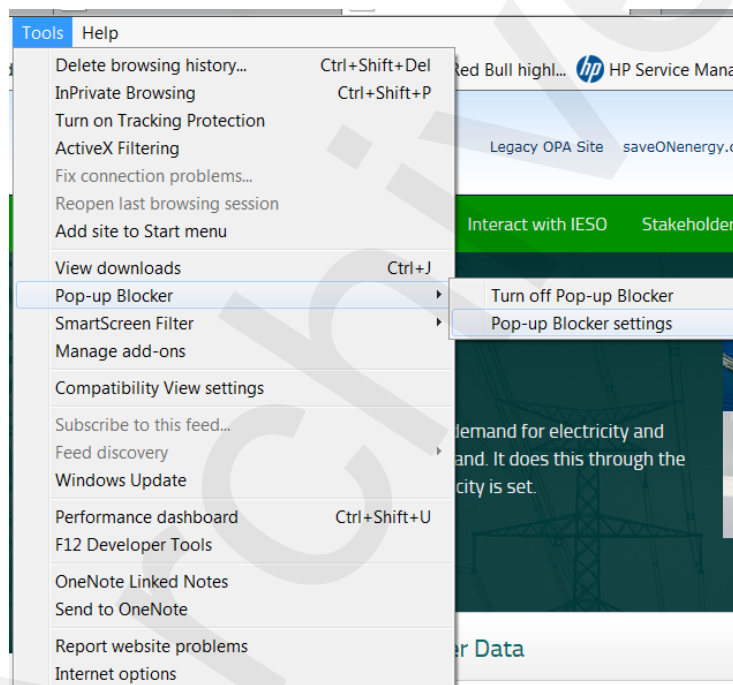 Tools Help
Delete browsing history... Ctrl+Shift+Del
InPrivate Browsing Ctrl+Shift+P
Turn on Tracking Protection
ActiveX Filtering
Fix connection problems...
Reopen last browsing session
Add site to Start menu
View downloads Ctrl+J
Pop-up Blocker
SmartScreen Filter
Manage add-ons
Compatibility View settings
Subscribe to this feed...
Feed discovery
Windows Update
Performance dashboard Ctrl+Shift+U
F12 Developer Tools
OneNote Linked Notes
Send to OneNote
Report website problems
Internet options
Turn off Pop-up Blocker
Pop-up Blocker settings
Red Bull highl... hp HP Service Mana
Legacy OPA Site saveONenergy.
Interact with IESO Stakeholder
demand for electricity and
and. It does this through the
city is set.
er Data